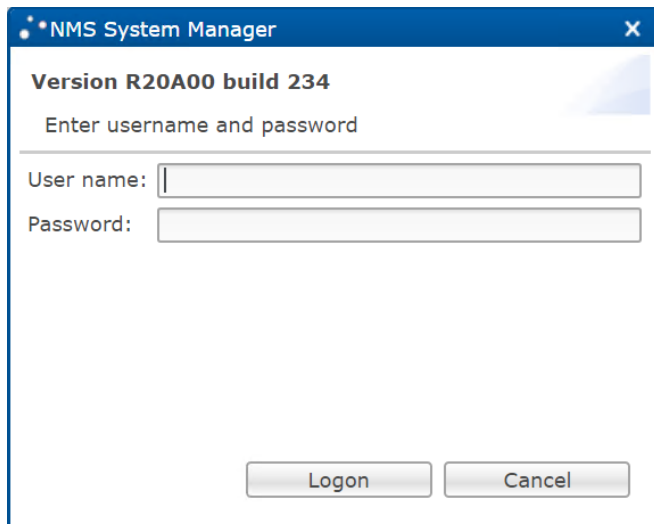 NMS System Manager
Version R20A00 build 234
Enter username and password
User name:
Password:
Logon Cancel